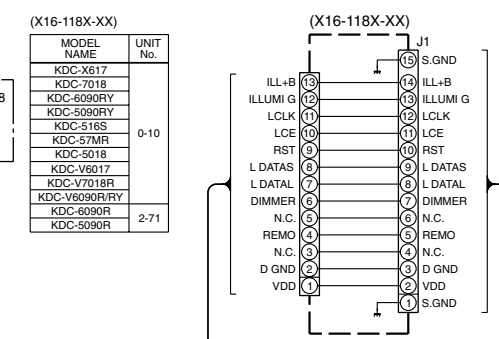 (X16-118X-XX)
MODEL NAME UNIT No.
KDC-X617
KDC-7018
KDC-6090RY
KDC-5090RY
KDC-516S
KDC-57MR
KDC-5018
KDC-V6017
KDC-V7018R
KDC-V6090R/RY
0-10
KDC-6090R
KDC-5090R
2-71
8
(X16-118X-XX)
J1
15 S.GND
ILL+B 13 14 ILL+B
ILLUMI G 12 13 ILLUMI G
LCLK 11 12 LCLK
LCE 10 11 LCE
RST 9 10 RST
L DATAS 8 9 L DATAS
L DATAL 7 8 L DATAL
DIMMER 6 7 DIMMER
N.C. 5 6 N.C.
REMO 4 5 REMO
N.C. 3 4 N.C.
D GND 2 3 D GND
VDD 1 2 VDD
1 S.GND